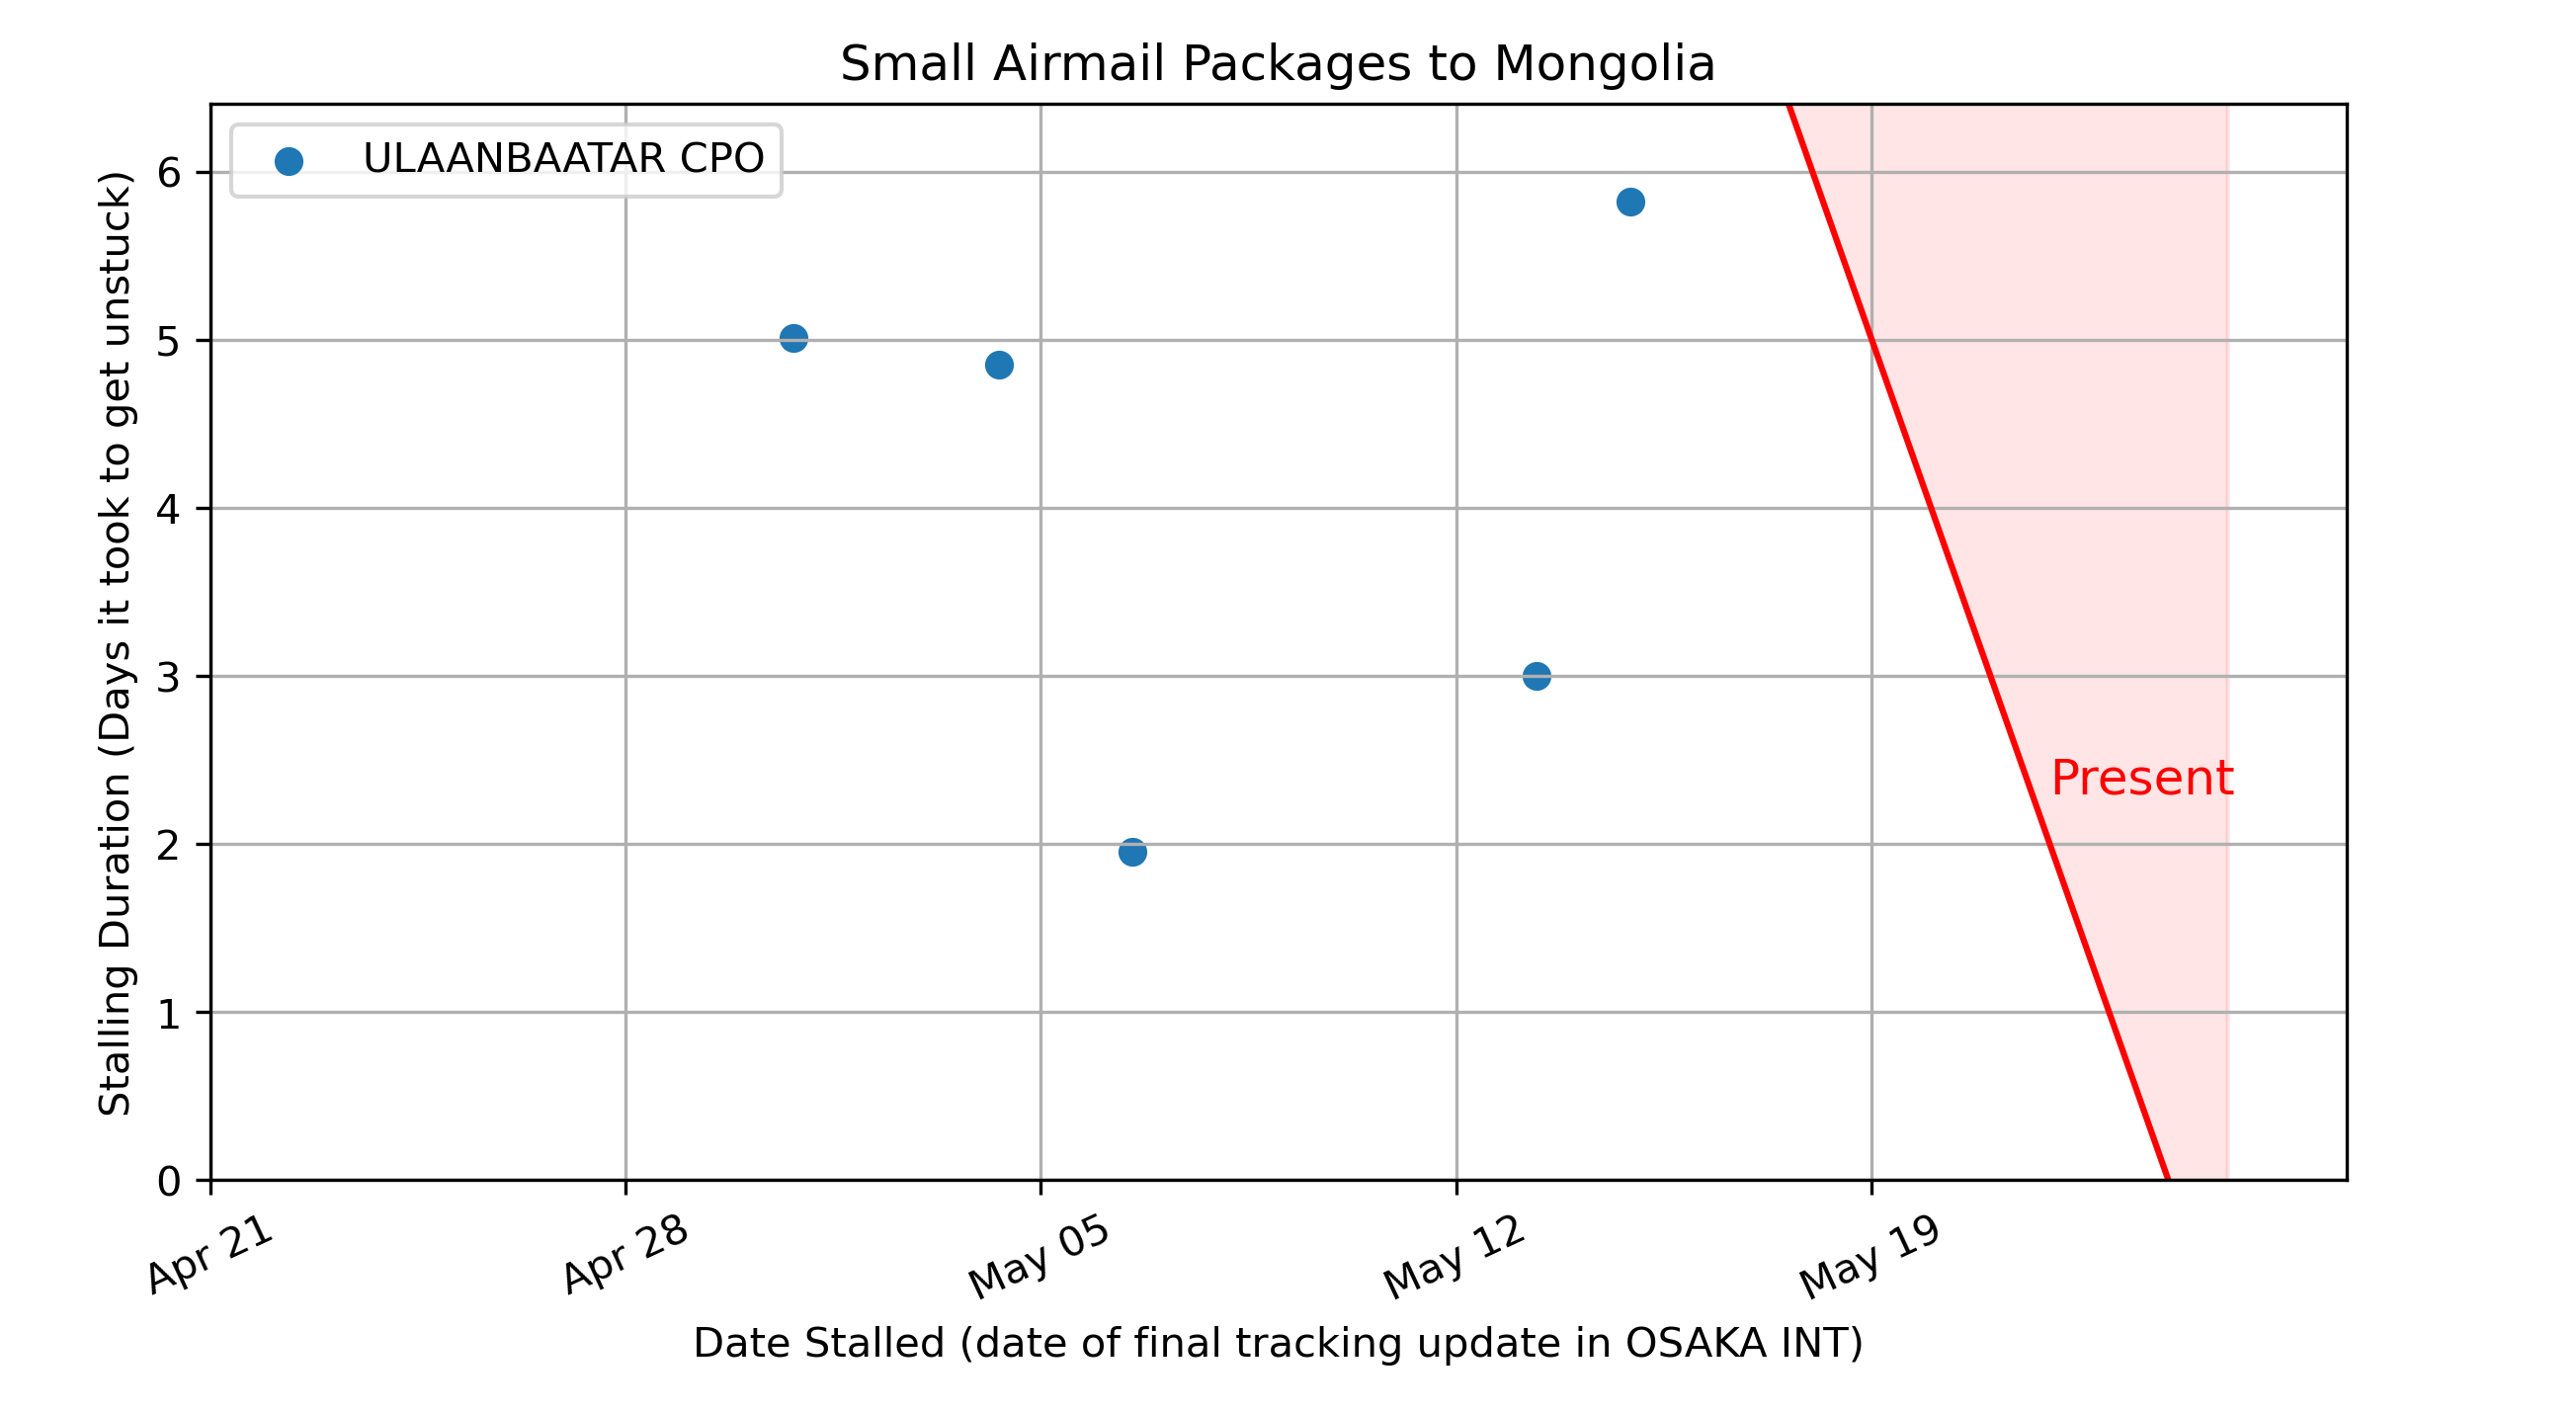 Small Airmail Packages to Mongolia
ULAANBAATAR CPO
Stalling Duration (Days it took to get unstuck)
6
5
4
3
2
1
0
Present
Apr 21
Apr 28
May 05
May 12
May 19
Date Stalled (date of final tracking update in OSAKA INT)